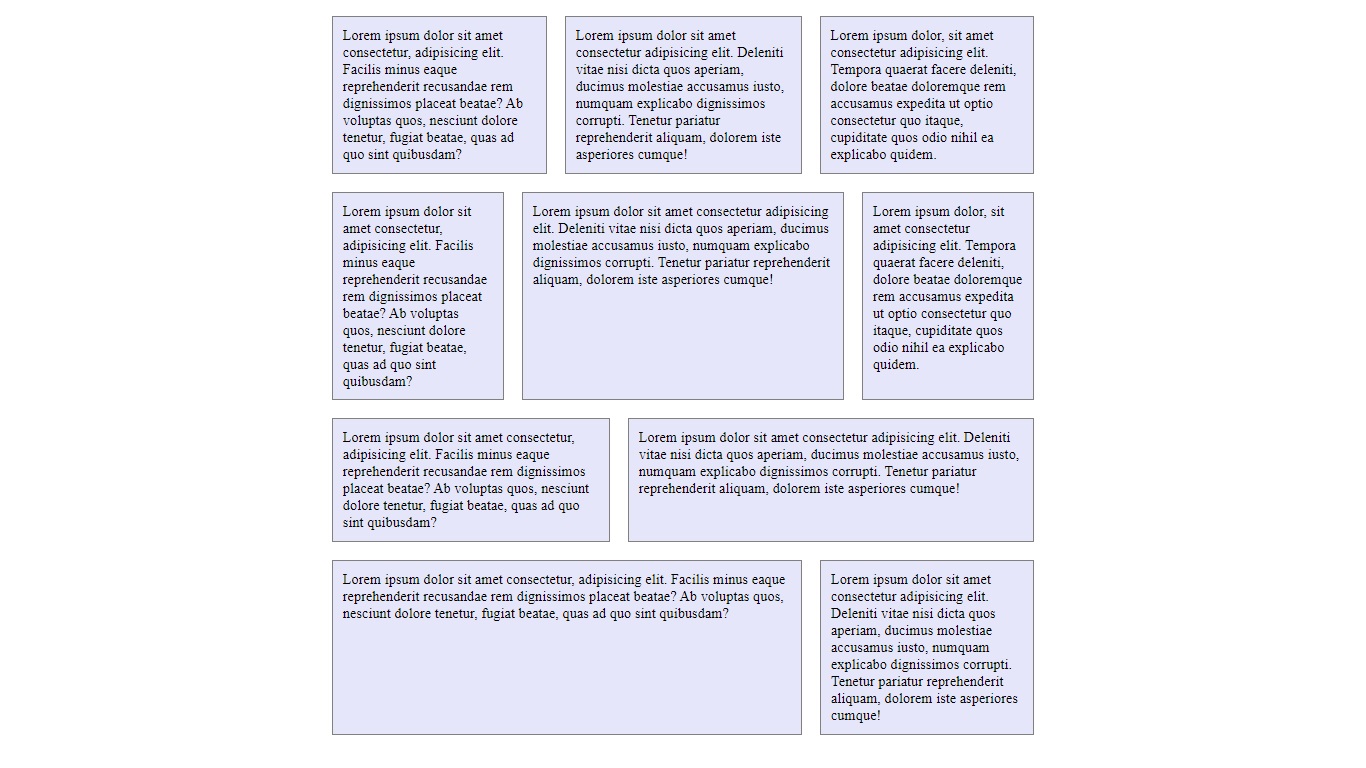 Lorem ipsum dolor sit amet
consectetur, adipisicing elit.
Facilis minus eaque
reprehenderit recusandae rem
dignissimos placeat beatae? Ab
voluptas quos, nesciunt dolore
tenetur, fugiat beatae, quas ad
quo sint quibusdam?
Lorem ipsum dolor sit amet
consectetur adipisicing elit. Deleniti
vitae nisi dicta quos aperiam,
ducimus molestiae accusamus iusto,
numquam explicabo dignissimos
corrupti. Tenetur pariatur
reprehenderit aliquam, dolorem iste
asperiores cumque!
Lorem ipsum dolor, sit amet
consectetur adipisicing elit.
Tempora quaerat facere deleniti,
dolore beatae doloremque rem
accusamus expedita ut optio
consectetur quo itaque,
cupiditate quos odio nihil ea
explicabo quidem.
Lorem ipsum dolor sit
amet consectetur,
adipisicing elit. Facilis
minus eaque
reprehenderit recusandae
rem dignissimos placeat
beatae? Ab voluptas
quos, nesciunt dolore
tenetur, fugiat beatae,
quas ad quo sint
quibusdam?
Lorem ipsum dolor sit amet consectetur adipisicing
elit. Deleniti vitae nisi dicta quos aperiam, ducimus
molestiae accusamus iusto, numquam explicabo
dignissimos corrupti. Tenetur pariatur reprehenderit
aliquam, dolorem iste asperiores cumque!
Lorem ipsum dolor, sit
amet consectetur
adipisicing elit. Tempora
quaerat facere deleniti,
dolore beatae doloremque
rem accusamus expedita
ut optio consectetur quo
itaque, cupiditate quos
odio nihil ea explicabo
quidem.
Lorem ipsum dolor sit amet consectetur,
adipisicing elit. Facilis minus eaque
reprehenderit recusandae rem dignissimos
placeat beatae? Ab voluptas quos, nesciunt
dolore tenetur, fugiat beatae, quas ad quo
sint quibusdam?
Lorem ipsum dolor sit amet consectetur adipisicing elit. Deleniti
vitae nisi dicta quos aperiam, ducimus molestiae accusamus iusto,
numquam explicabo dignissimos corrupti. Tenetur pariatur
reprehenderit aliquam, dolorem iste asperiores cumque!
Lorem ipsum dolor sit amet consectetur, adipisicing elit. Facilis minus eaque
reprehenderit recusandae rem dignissimos placeat beatae? Ab voluptas quos,
nesciunt dolore tenetur, fugiat beatae, quas ad quo sint quibusdam?
Lorem ipsum dolor sit amet
consectetur adipisicing elit.
Deleniti vitae nisi dicta quos
aperiam, ducimus molestiae
accusamus iusto, numquam
explicabo dignissimos corrupti.
Tenetur pariatur reprehenderit
aliquam, dolorem iste asperiores
cumque!